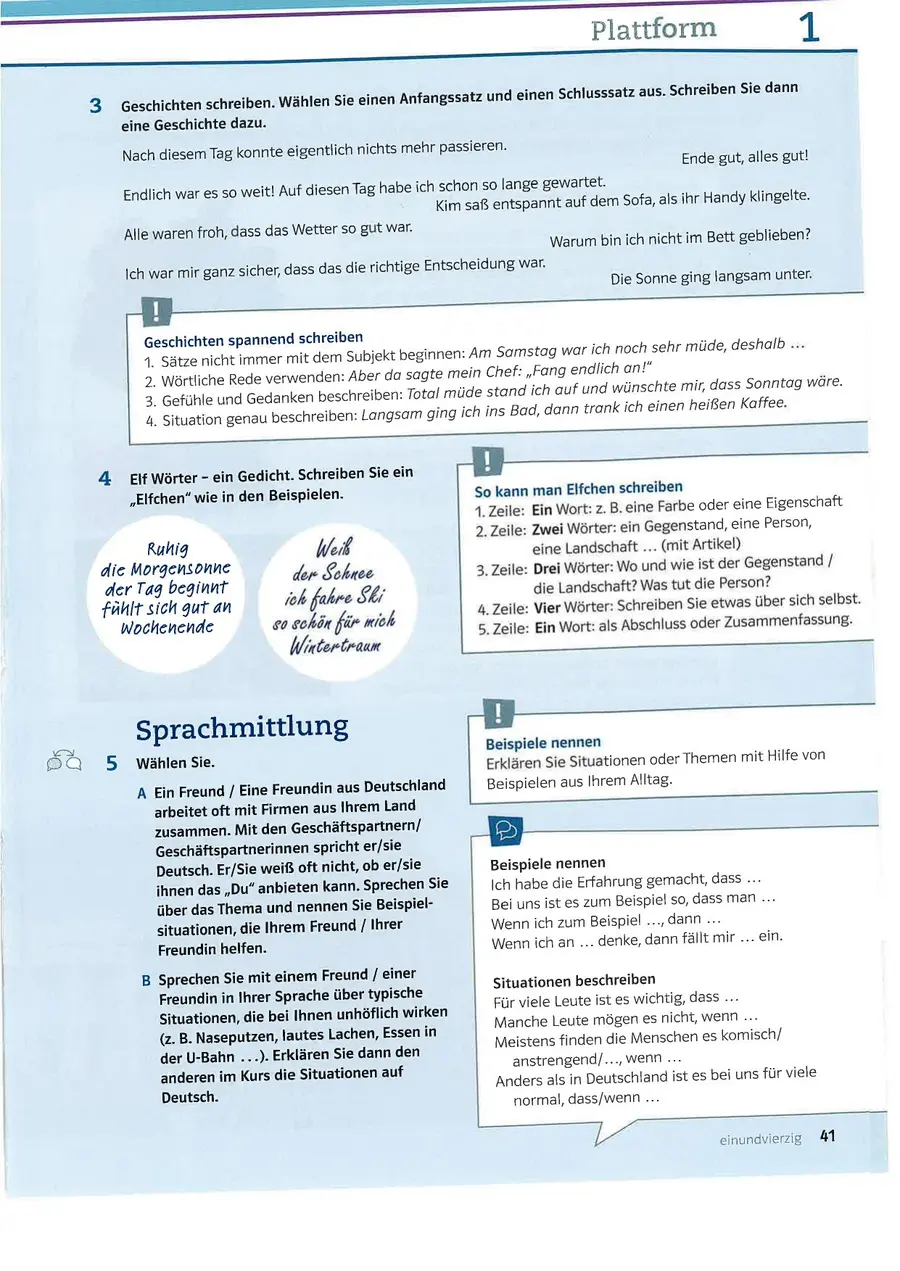 Plattform 1
3 Geschichten schreiben. Wählen Sie einen Anfangssatz und einen Schlusssatz aus. Schreiben Sie dann
eine Geschichte dazu.
Nach diesem Tag konnte eigentlich nichts mehr passieren.
Ende gut, alles gut!
Endlich war es so weit! Auf diesen Tag habe ich schon so lange gewartet.
Kim saß entspannt auf dem Sofa, als ihr Handy klingelte.
Alle waren froh, dass das Wetter so gut war.
Warum bin ich nicht im Bett geblieben?
Ich war mir ganz sicher, dass das die richtige Entscheidung war.
Die Sonne ging langsam unter.
!
Geschichten spannend schreiben
1. Sätze nicht immer mit dem Subjekt beginnen: Am Samstag war ich noch sehr müde, deshalb …
2. Wörtliche Rede verwenden: Aber da sagte mein Chef: „Fang endlich an!“
3. Gefühle und Gedanken beschreiben: Total müde stand ich auf und wünschte mir, dass Sonntag wäre.
4. Situation genau beschreiben: Langsam ging ich ins Bad, dann trank ich einen heißen Kaffee.
4 Elf Wörter – ein Gedicht. Schreiben Sie ein
„Elfchen“ wie in den Beispielen.
Ruhig
die Morgensonne
der Tag beginnt
fühlt sich gut an
Wochenende
Weiß
der Schnee
ich fahre Ski
so schön für mich
Wintertraum
!
So kann man Elfchen schreiben
1. Zeile: Ein Wort: z. B. eine Farbe oder eine Eigenschaft
2. Zeile: Zwei Wörter: ein Gegenstand, eine Person,
eine Landschaft … (mit Artikel)
3. Zeile: Drei Wörter: Wo und wie ist der Gegenstand /
die Landschaft? Was tut die Person?
4. Zeile: Vier Wörter: Schreiben Sie etwas über sich selbst.
5. Zeile: Ein Wort: als Abschluss oder Zusammenfassung.
Sprachmittlung
5 Wählen Sie.
A Ein Freund / Eine Freundin aus Deutschland
arbeitet oft mit Firmen aus Ihrem Land
zusammen. Mit den Geschäftspartnern/
Geschäftspartnerinnen spricht er/sie
Deutsch. Er/Sie weiß oft nicht, ob er/sie
ihnen das „Du“ anbieten kann. Sprechen Sie
über das Thema und nennen Sie Beispiel-
situationen, die Ihrem Freund / Ihrer
Freundin helfen.
B Sprechen Sie mit einem Freund / einer
Freundin in Ihrer Sprache über typische
Situationen, die bei Ihnen unhöflich wirken
(z. B. Naseputzen, lautes Lachen, Essen in
der U-Bahn …). Erklären Sie dann den
anderen im Kurs die Situationen auf
Deutsch.
!
Beispiele nennen
Erklären Sie Situationen oder Themen mit Hilfe von
Beispielen aus Ihrem Alltag.
Beispiele nennen
Ich habe die Erfahrung gemacht, dass …
Bei uns ist es zum Beispiel so, dass man …
Wenn ich zum Beispiel …, dann …
Wenn ich an … denke, dann fällt mir … ein.
Situationen beschreiben
Für viele Leute ist es wichtig, dass …
Manche Leute mögen es nicht, wenn …
Meistens finden die Menschen es komisch/
anstrengend/…, wenn …
Anders als in Deutschland ist es bei uns für viele
normal, dass/wenn …
einundvierzig 41